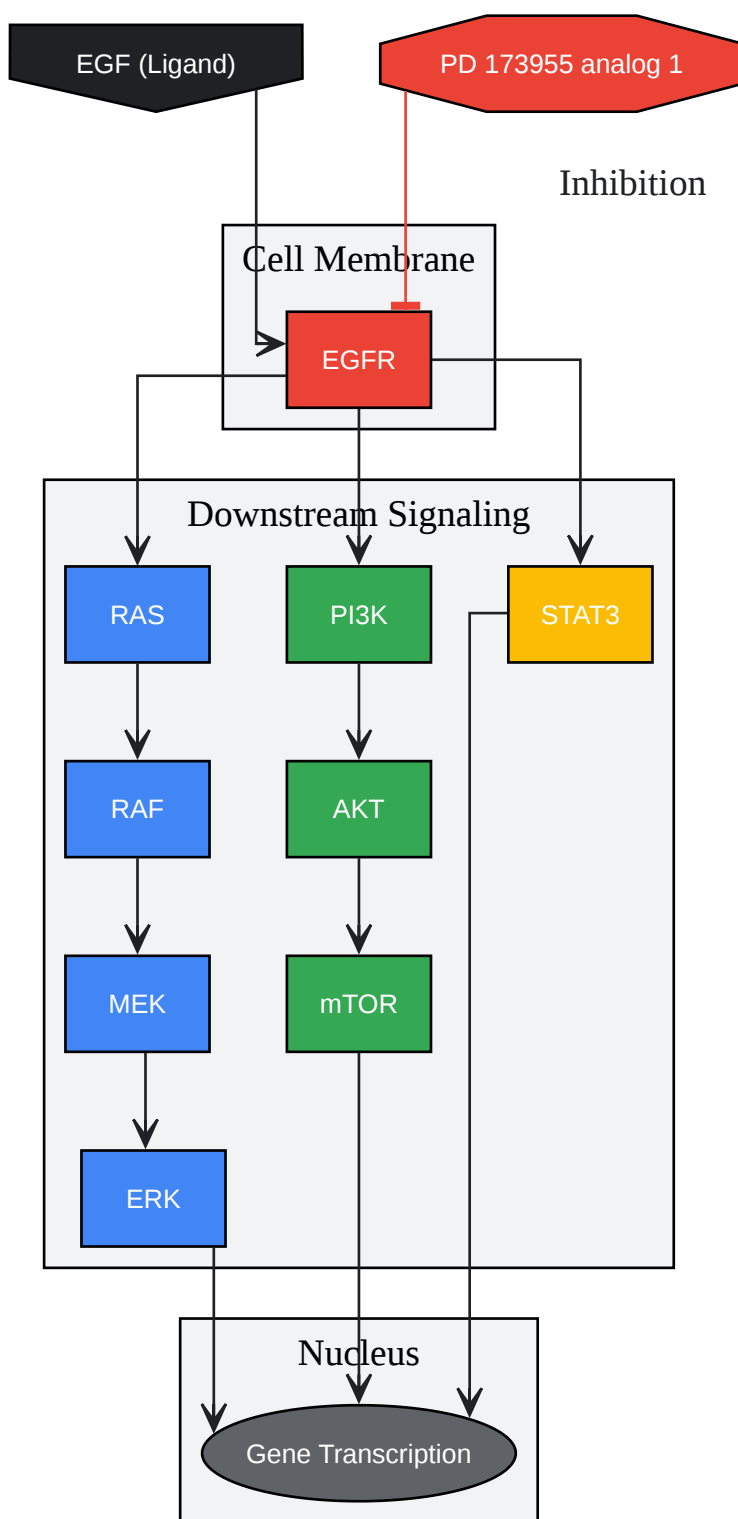 EGF (Ligand)
PD 173955 analog 1
Inhibition
Cell Membrane
EGFR
Downstream Signaling
RAS
PI3K
STAT3
RAF
AKT
MEK
mTOR
ERK
Nucleus
Gene Transcription